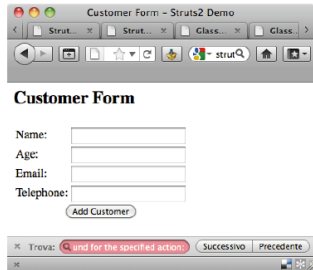 Customer Form – Struts2 Demo
Strut... Strut... Glass... Glass..
strut
Customer Form
Name:
Age:
Email:
Telephone:
Add Customer
Trova: und for the specified action: Successivo Precedente